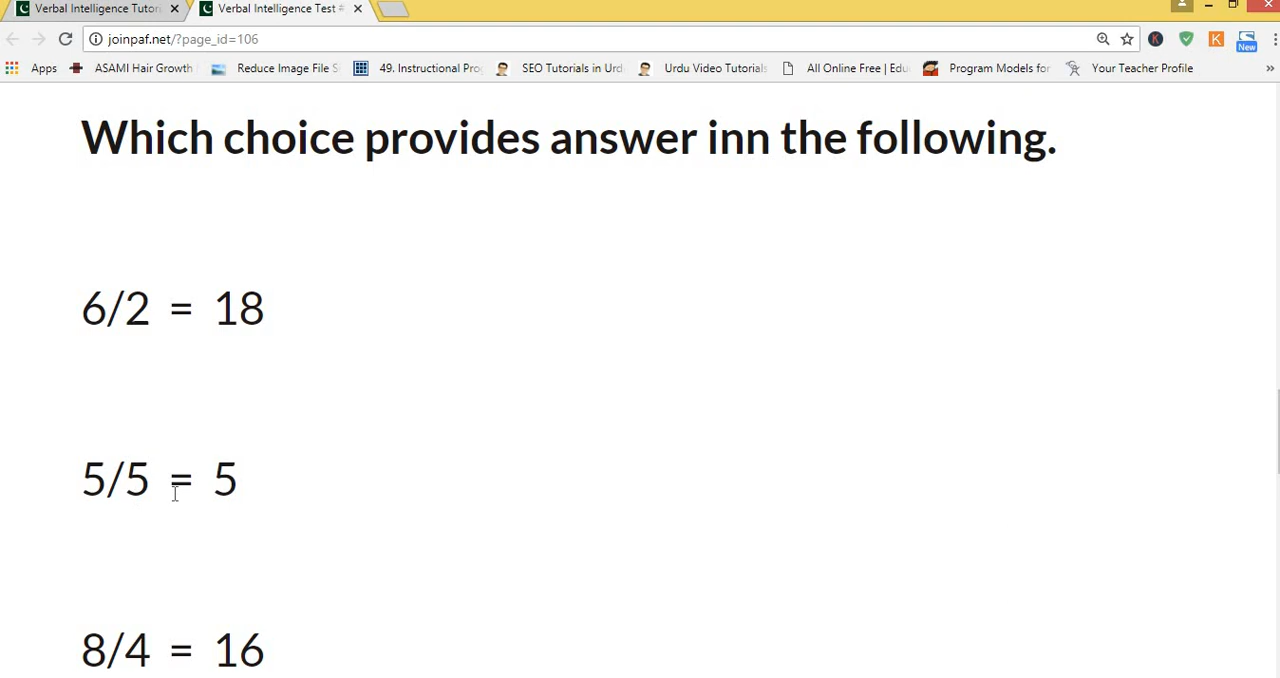 Verbal Intelligence Tutori
Verbal Intelligence Test #
joinpaf.net/?page_id=106
New
Apps
ASAMI Hair Growth
Reduce Image File S
49. Instructional Pro
SEO Tutorials in Urd
Urdu Video Tutorials
All Online Free | Edu
Program Models for
Your Teacher Profile
»
Which choice provides answer inn the following.
6/2 = 18
5/5 = 5
8/4 = 16